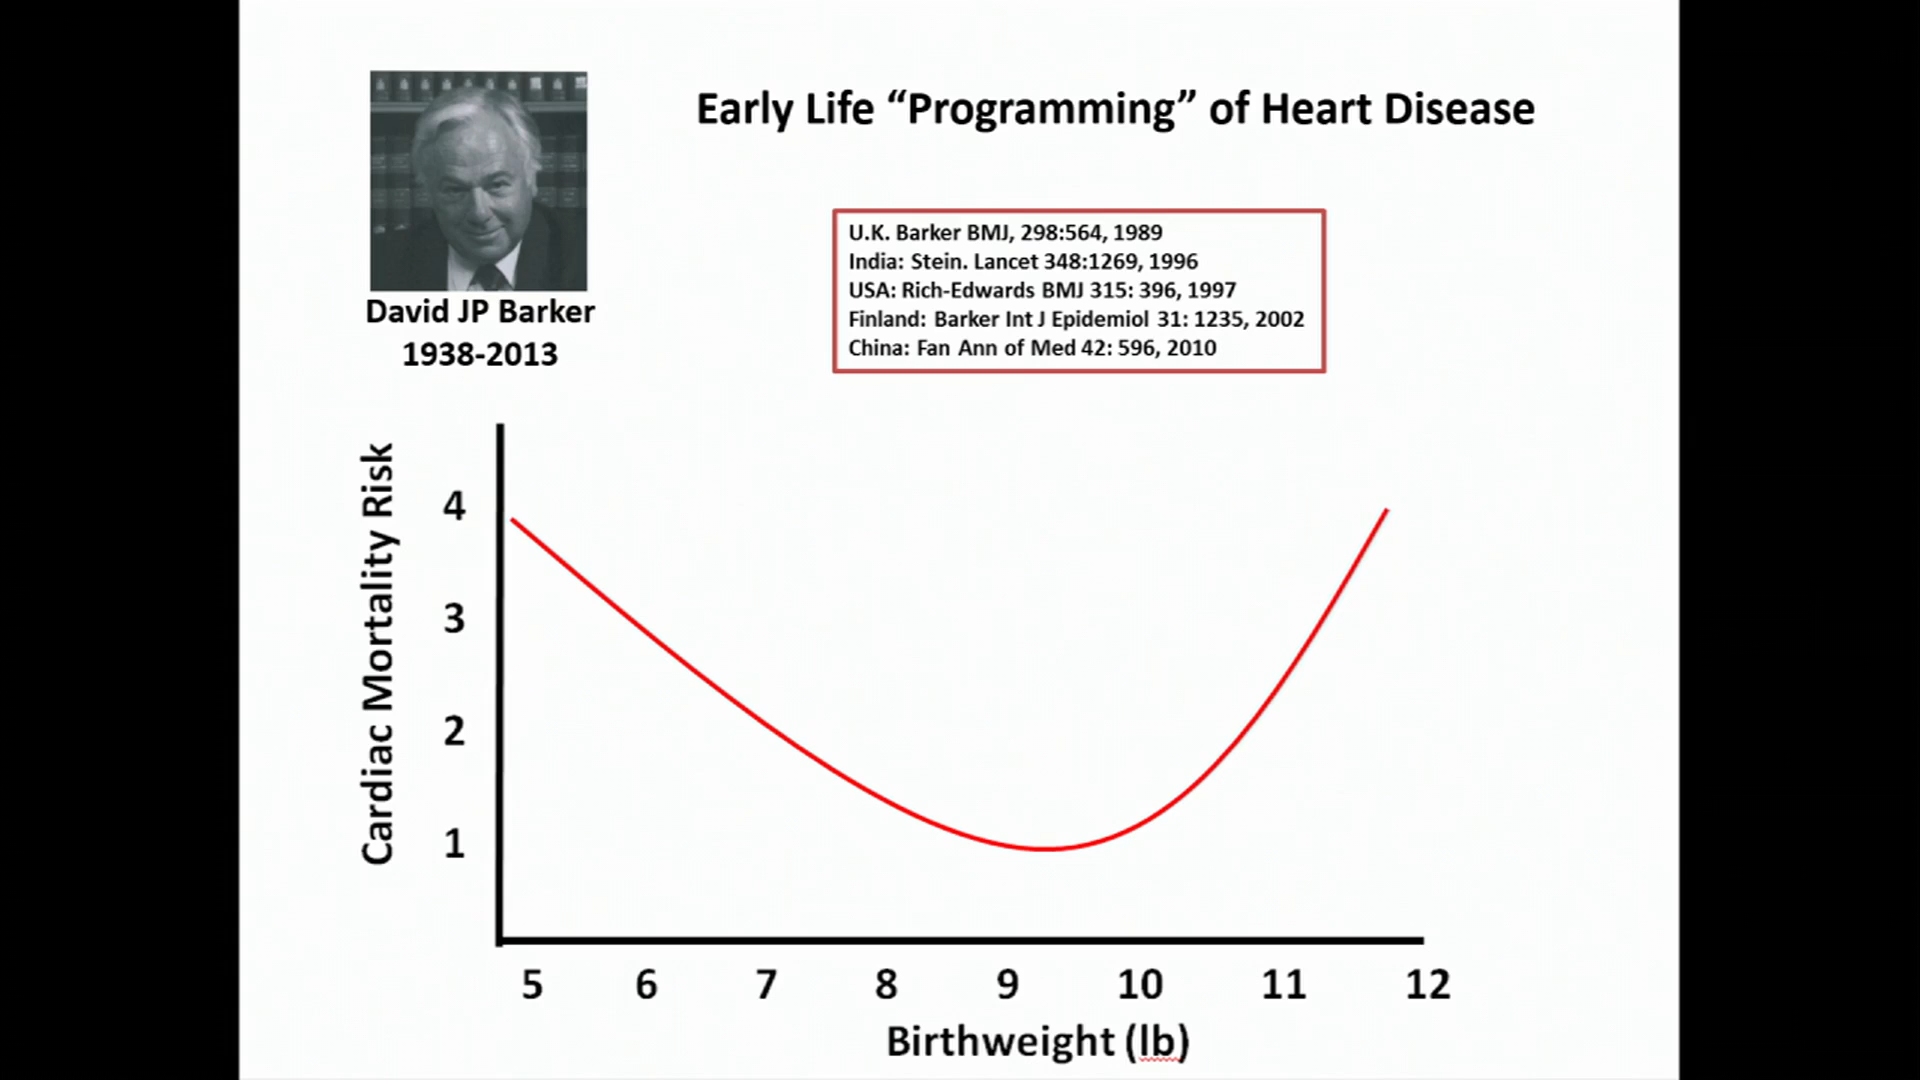 Early Life “Programming” of Heart Disease
David JP Barker
1938-2013
U.K. Barker BMJ, 298:564, 1989
India: Stein. Lancet 348:1269, 1996
USA: Rich-Edwards BMJ 315: 396, 1997
Finland: Barker Int J Epidemiol 31: 1235, 2002
China: Fan Ann of Med 42: 596, 2010
Cardiac Mortality Risk
4
3
2
1
5 6 7 8 9 10 11 12
Birthweight (lb)